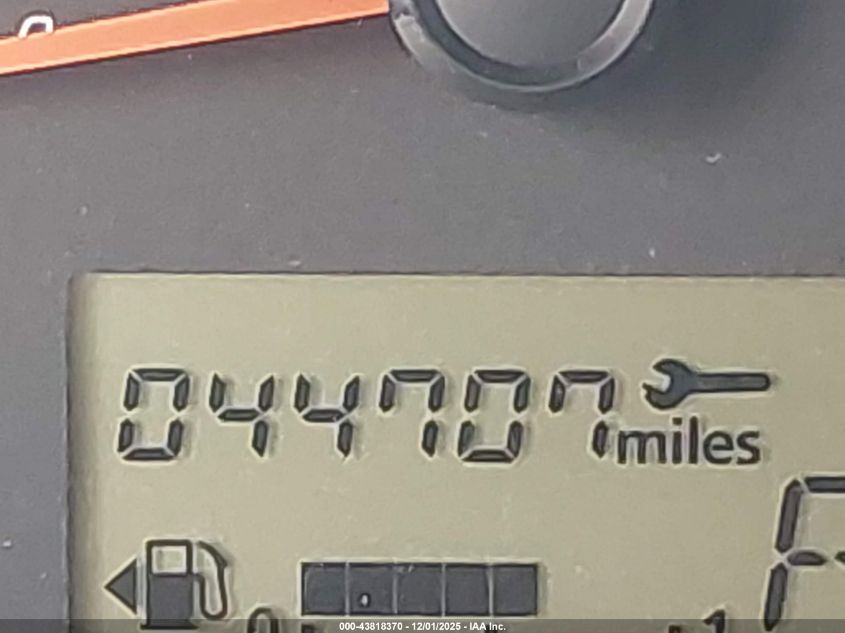 044707 miles
000-43818370 - 12/01/2025 - IAA Inc.